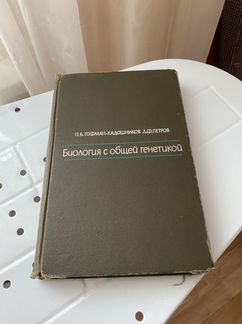 П.Б.ГОФМАН-КАДОШНИКОВ Д.Ф.ПЕТРОВ
Биология с общей генетикой